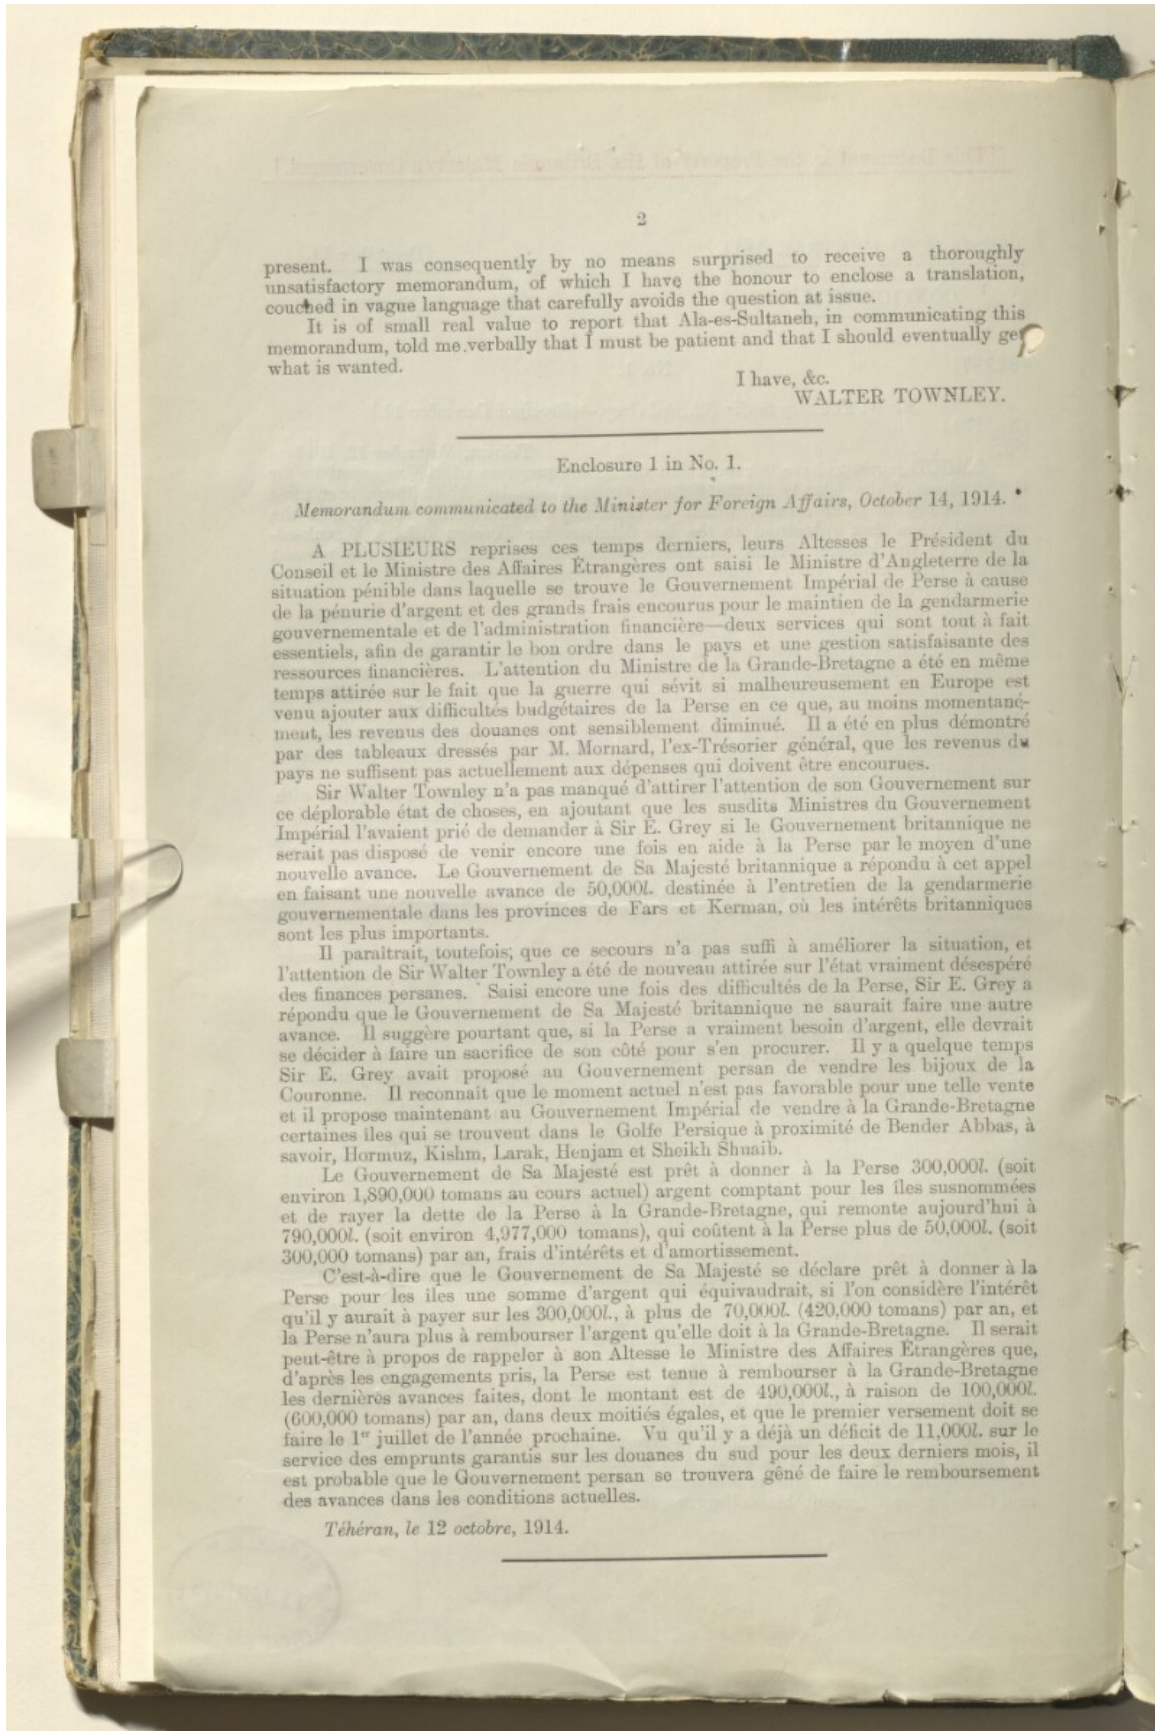 2
present. I was consequently by no means surprised to receive a thoroughly
unsatisfactory memorandum, of which I have the honour to enclose a translation,
couched in vague language that carefully avoids the question at issue.
It is of small real value to report that Ala-es-Sultaneh, in communicating this
memorandum, told me verbally that I must be patient and that I should eventually get
what is wanted.
I have, &c.
WALTER TOWNLEY.
Enclosure 1 in No. 1.
Memorandum communicated to the Minister for Foreign Affairs, October 14, 1914.
A PLUSIEURS reprises ces temps derniers, leurs Altesses le Président du
Conseil et le Ministre des Affaires Étrangères ont saisi le Ministre d'Angleterre de la
situation pénible dans laquelle se trouve le Gouvernement Impérial de Perse à cause
de la pénurie d'argent et des grands frais encourus pour le maintien de la gendarmerie
gouvernementale et de l'administration financière—deux services qui sont tout à fait
essentiels, afin de garantir le bon ordre dans le pays et une gestion satisfaisante des
ressources financières. L'attention du Ministre de la Grande-Bretagne a été en même
temps attirée sur le fait que la guerre qui sévit si malheureusement en Europe est
venu ajouter aux difficultés budgétaires de la Perse en ce que, au moins momentané-
ment, les revenus des douanes ont sensiblement diminué. Il a été en plus démontré
par des tableaux dressés par M. Mornard, l'ex-Trésorier général, que les revenus du
pays ne suffisent pas actuellement aux dépenses qui doivent être encourues.
Sir Walter Townley n'a pas manqué d'attirer l'attention de son Gouvernement sur
ce déplorable état de choses, en ajoutant que les susdits Ministres du Gouvernement
Impérial l'avaient prié de demander à Sir E. Grey si le Gouvernement britannique ne
serait pas disposé de venir encore une fois en aide à la Perse par le moyen d'une
nouvelle avance. Le Gouvernement de Sa Majesté britannique a répondu à cet appel
en faisant une nouvelle avance de 50,000l. destinée à l'entretien de la gendarmerie
gouvernementale dans les provinces de Fars et Kerman, où les intérêts britanniques
sont les plus importants.
Il paraîtrait, toutefois, que ce secours n'a pas suffi à améliorer la situation, et
l'attention de Sir Walter Townley a été de nouveau attirée sur l'état vraiment désespéré
des finances persanes. Saisi encore une fois des difficultés de la Perse, Sir E. Grey a
répondu que le Gouvernement de Sa Majesté britannique ne saurait faire une autre
avance. Il suggère pourtant que, si la Perse a vraiment besoin d'argent, elle devrait
se décider à faire un sacrifice de son côté pour s'en procurer. Il y a quelque temps
Sir E. Grey avait proposé au Gouvernement persan de vendre les bijoux de la
Couronne. Il reconnaît que le moment actuel n'est pas favorable pour une telle vente
et il propose maintenant au Gouvernement Impérial de vendre à la Grande-Bretagne
certaines îles qui se trouvent dans le Golfe Persique à proximité de Bender Abbas, à
savoir, Hormuz, Kishm, Larak, Henjam et Sheikh Shuaib.
Le Gouvernement de Sa Majesté est prêt à donner à la Perse 300,000l. (soit
environ 1,890,000 tomans au cours actuel) argent comptant pour les îles susnommées
et de rayer la dette de la Perse à la Grande-Bretagne, qui remonte aujourd'hui à
790,000l. (soit environ 4,977,000 tomans), qui coûtent à la Perse plus de 50,000l. (soit
300,000 tomans) par an, frais d'intérêts et d'amortissement.
C'est-à-dire que le Gouvernement de Sa Majesté se déclare prêt à donner à la
Perse pour les îles une somme d'argent qui équivaudrait, si l'on considère l'intérêt
qu'il y aurait à payer sur les 300,000l., à plus de 70,000l. (420,000 tomans) par an, et
la Perse n'aura plus à rembourser l'argent qu'elle doit à la Grande-Bretagne. Il serait
peut-être à propos de rappeler à son Altesse le Ministre des Affaires Étrangères que,
d'après les engagements pris, la Perse est tenue à rembourser à la Grande-Bretagne
les dernières avances faites, dont le montant est de 490,000l., à raison de 100,000l.
(600,000 tomans) par an, dans deux moitiés égales, et que le premier versement doit se
faire le 1er juillet de l'année prochaine. Vu qu'il y a déjà un déficit de 11,000l. sur le
service des emprunts garantis sur les douanes du sud pour les deux derniers mois, il
est probable que le Gouvernement persan se trouvera gêné de faire le remboursement
des avances dans les conditions actuelles.
Téhéran, le 12 octobre, 1914.